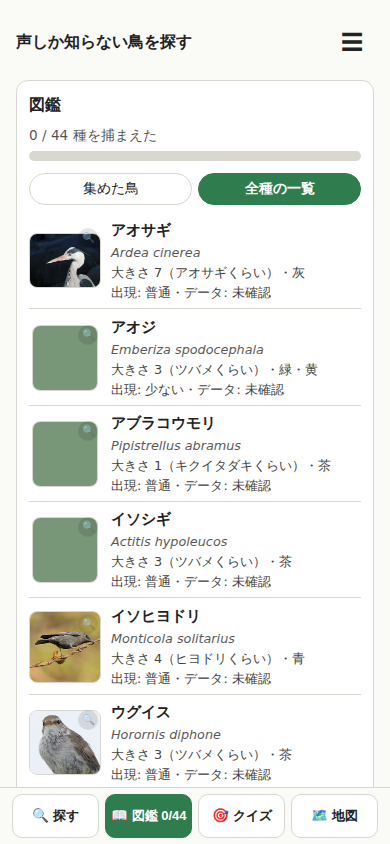 声しか知らない鳥を探す
☰
図鑑
0 / 44 種を捕まえた
集めた鳥
全種の一覧
アオサギ
Ardea cinerea
大きさ 7（アオサギくらい）・灰
出現: 普通・データ: 未確認
アオジ
Emberiza spodocephala
大きさ 3（ツバメくらい）・緑・黄
出現: 少ない・データ: 未確認
アブラコウモリ
Pipistrellus abramus
大きさ 1（キクイタダキくらい）・茶
出現: 普通・データ: 未確認
イソシギ
Actitis hypoleucos
大きさ 3（ツバメくらい）・茶
出現: 普通・データ: 未確認
イソヒヨドリ
Monticola solitarius
大きさ 4（ヒヨドリくらい）・青
出現: 普通・データ: 未確認
ウグイス
Horornis diphone
大きさ 3（ツバメくらい）・茶
出現: 普通・データ: 未確認
🔍 探す
📖 図鑑 0/44
🎯 クイズ
🗺️ 地図